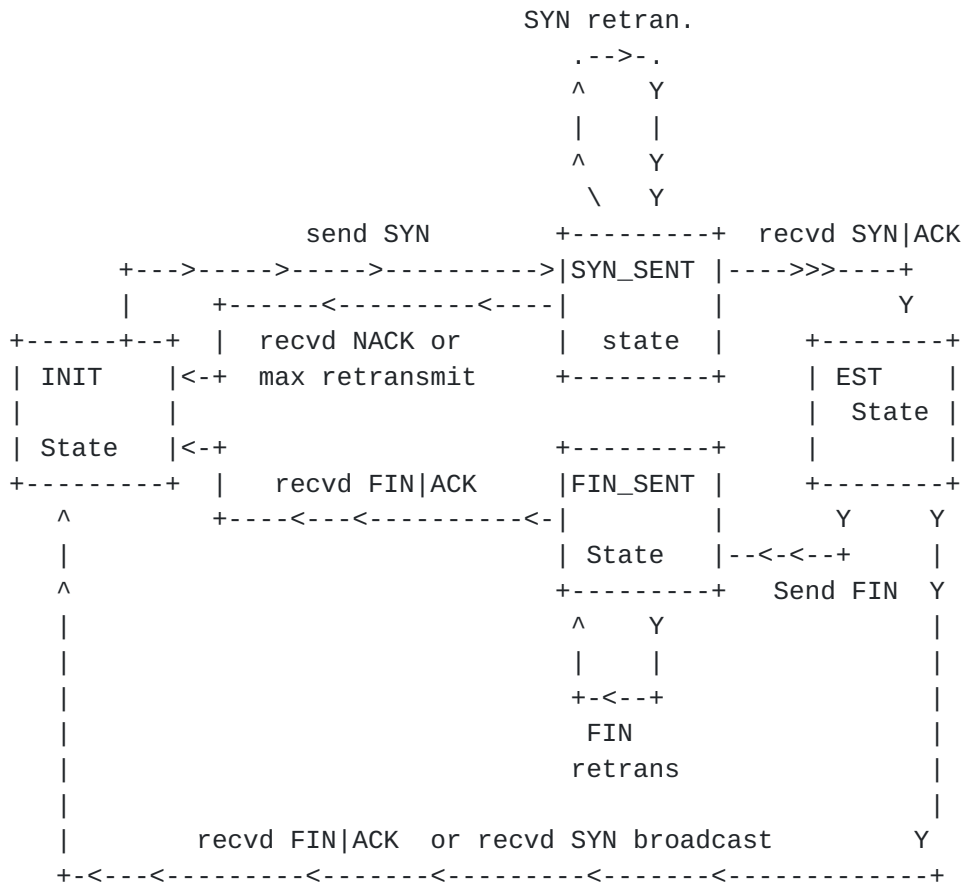 SYN retran.
.-->-.
^ Y
| |
^ Y
\ Y
send SYN +---------+ recvd SYN|ACK
+--->----->----->---------->|SYN_SENT |---->>>----+
| +------<---------<----| | Y
+------+--+ | recvd NACK or | state | +--------+
| INIT |<-+ max retransmit +---------+ | EST |
| | | State |
| State |<-+ +---------+ | |
+---------+ | recvd FIN|ACK |FIN_SENT | +--------+
^ +----<---<----------<-| | Y Y
| | State |--<-<--+ |
^ +---------+ Send FIN Y
| ^ Y |
| | | |
| +-<--+ |
| FIN |
| retrans |
| |
| recvd FIN|ACK or recvd SYN broadcast Y
+-<---<---------<-------<---------<-------<------------+